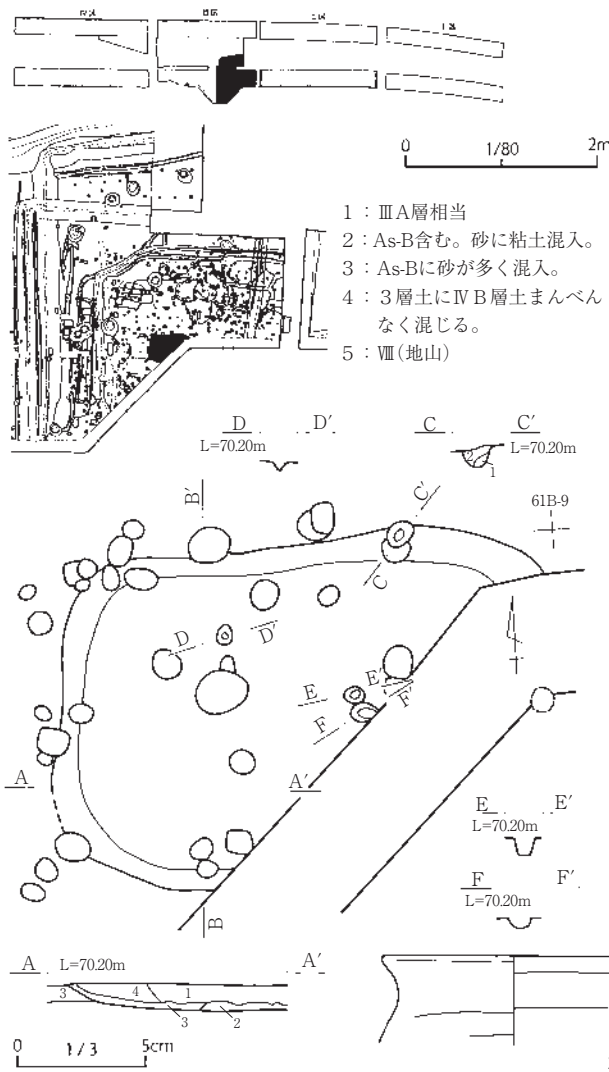 0 1/80 2m
1：ⅢA層相当
2：As-B含む。砂に粘土混入。
3：As-Bに砂が多く混入。
4：３層土にⅣB層土まんべん
なく混じる。
5：Ⅷ(地山)
D D′ C C′
L=70.20m L=70.20m
2
1
B′
C′
61B-9
C
D D′
E E′
F F′
A A′
B
E E′
L=70.20m
F F′
L=70.20m
A L=70.20m A′
3 4 1
3 2
0 1/3 5cm